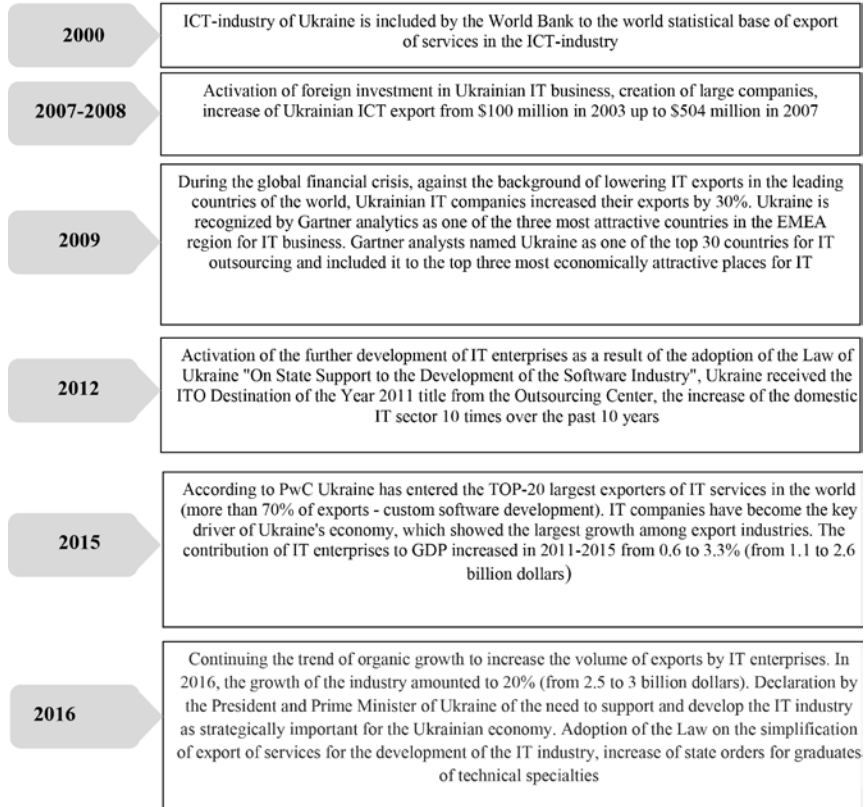 2000
ICT-industry of Ukraine is included by the World Bank to the world statistical base of export
of services in the ICT-industry
2007-2008
Activation of foreign investment in Ukrainian IT business, creation of large companies,
increase of Ukrainian ICT export from $100 million in 2003 up to $504 million in 2007
2009
During the global financial crisis, against the background of lowering IT exports in the leading
countries of the world, Ukrainian IT companies increased their exports by 30%. Ukraine is
recognized by Gartner analytics as one of the three most attractive countries in the EMEA
region for IT business. Gartner analysts named Ukraine as one of the top 30 countries for IT
outsourcing and included it to the top three most economically attractive places for IT
2012
Activation of the further development of IT enterprises as a result of the adoption of the Law of
Ukraine "On State Support to the Development of the Software Industry", Ukraine received the
ITO Destination of the Year 2011 title from the Outsourcing Center, the increase of the domestic
IT sector 10 times over the past 10 years
2015
According to PwC Ukraine has entered the TOP-20 largest exporters of IT services in the world
(more than 70% of exports - custom software development). IT companies have become the key
driver of Ukraine's economy, which showed the largest growth among export industries. The
contribution of IT enterprises to GDP increased in 2011-2015 from 0.6 to 3.3% (from 1.1 to 2.6
billion dollars)
2016
Continuing the trend of organic growth to increase the volume of exports by IT enterprises. In
2016, the growth of the industry amounted to 20% (from 2.5 to 3 billion dollars). Declaration by
the President and Prime Minister of Ukraine of the need to support and develop the IT industry
as strategically important for the Ukrainian economy. Adoption of the Law on the simplification
of export of services for the development of the IT industry, increase of state orders for graduates
of technical specialties